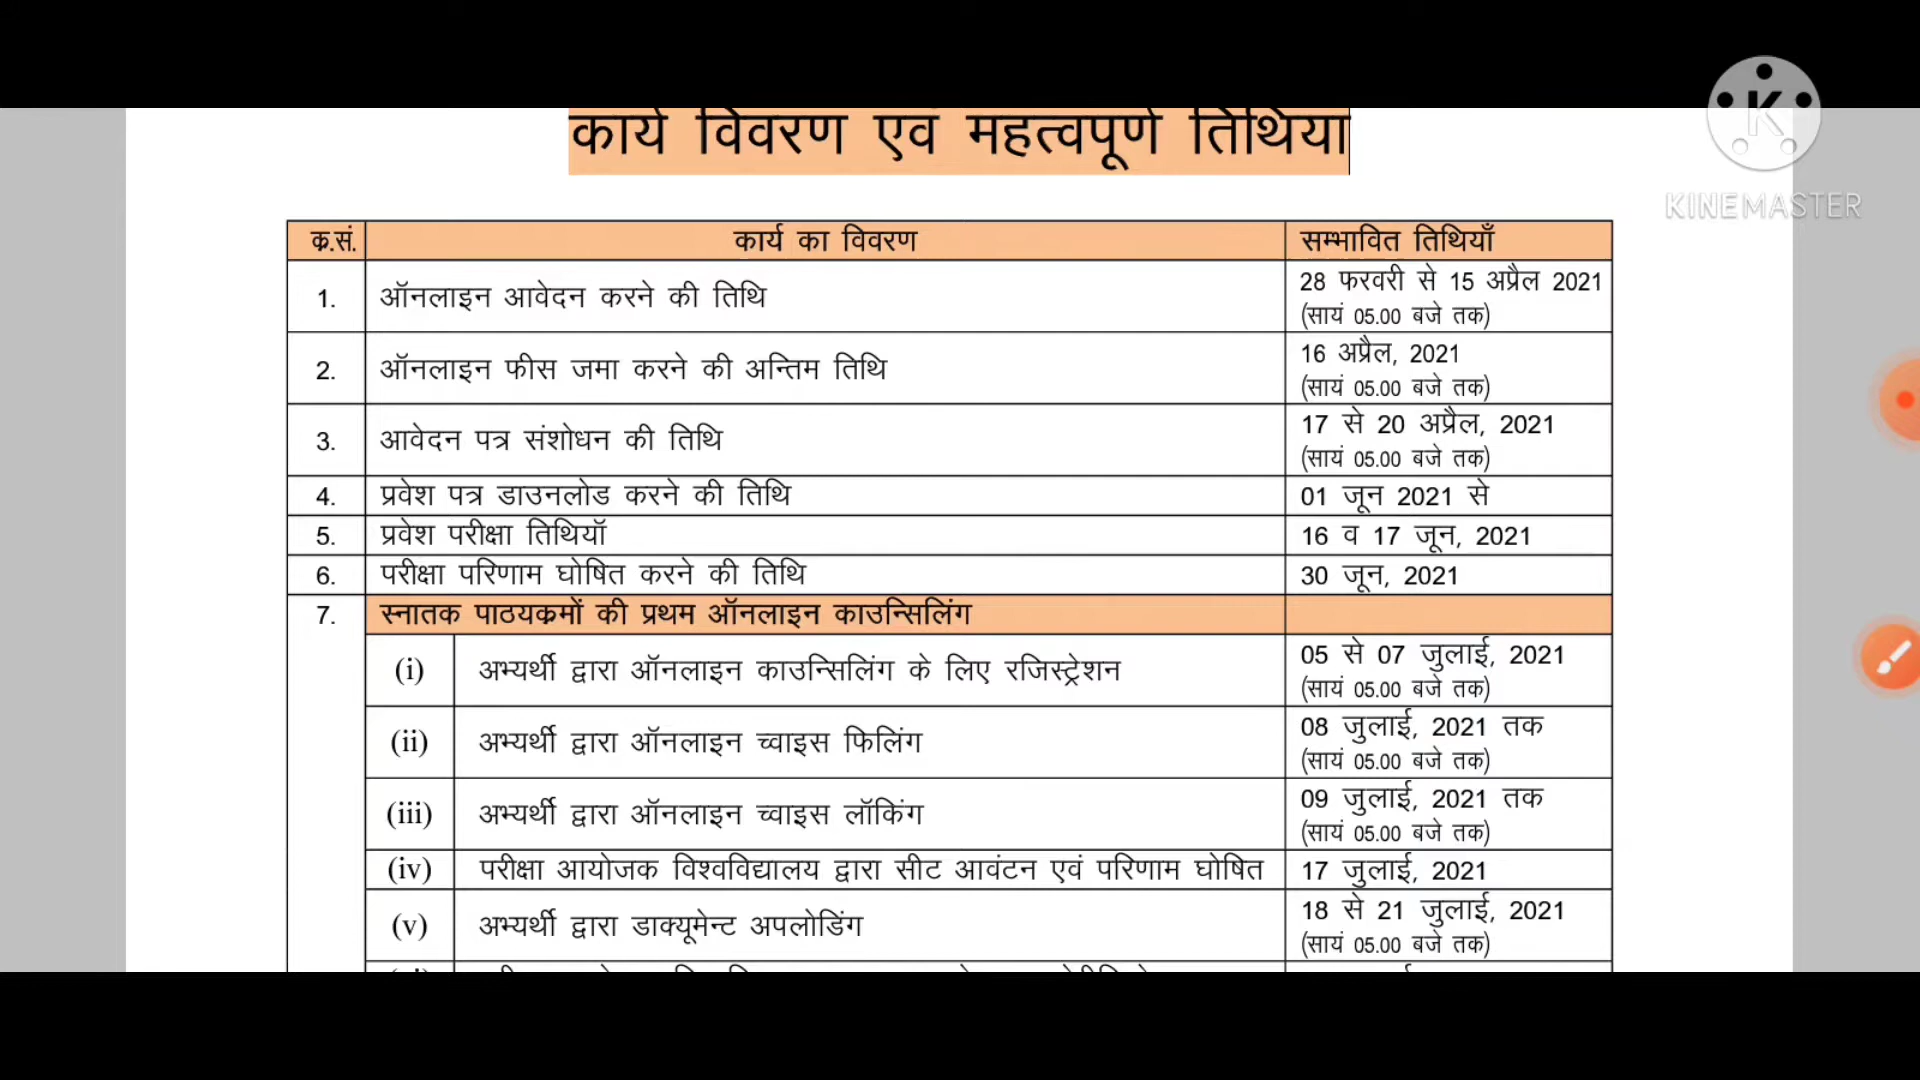 कार्य विवरण एवं महत्वपूर्ण तिथिया
KINEMASTER
क्र.सं. कार्य का विवरण सम्भावित तिथियाँ
1. ऑनलाइन आवेदन करने की तिथि 28 फरवरी से 15 अप्रैल 2021
(सायं 05.00 बजे तक)
2. ऑनलाइन फीस जमा करने की अन्तिम तिथि 16 अप्रैल, 2021
(सायं 05.00 बजे तक)
3. आवेदन पत्र संशोधन की तिथि 17 से 20 अप्रैल, 2021
(सायं 05.00 बजे तक)
4. प्रवेश पत्र डाउनलोड करने की तिथि 01 जून 2021 से
5. प्रवेश परीक्षा तिथियॉ 16 व 17 जून, 2021
6. परीक्षा परिणाम घोषित करने की तिथि 30 जून, 2021
7. स्नातक पाठयक्रमों की प्रथम ऑनलाइन काउन्सिलिंग
(i) अभ्यर्थी द्वारा ऑनलाइन काउन्सिलिंग के लिए रजिस्ट्रेशन 05 से 07 जुलाई, 2021
(सायं 05.00 बजे तक)
(ii) अभ्यर्थी द्वारा ऑनलाइन च्वाइस फिलिंग 08 जुलाई, 2021 तक
(सायं 05.00 बजे तक)
(iii) अभ्यर्थी द्वारा ऑनलाइन च्वाइस लॉकिंग 09 जुलाई, 2021 तक
(सायं 05.00 बजे तक)
(iv) परीक्षा आयोजक विश्वविद्यालय द्वारा सीट आवंटन एवं परिणाम घोषित 17 जुलाई, 2021
(v) अभ्यर्थी द्वारा डाक्यूमेन्ट अपलोडिंग 18 से 21 जुलाई, 2021
(सायं 05.00 बजे तक)